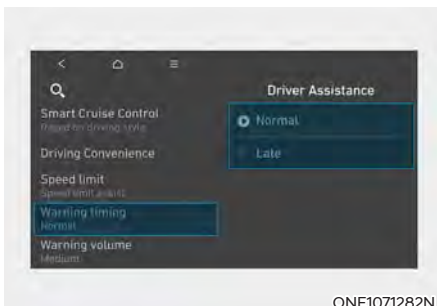 Driver Assistance
Smart Cruise Control
Based on driving style
Driving Convenience
Speed limit
Speed limit assist
Warning timing
Normal
Warning volume
Medium
Normal
Late
ONE1071282N